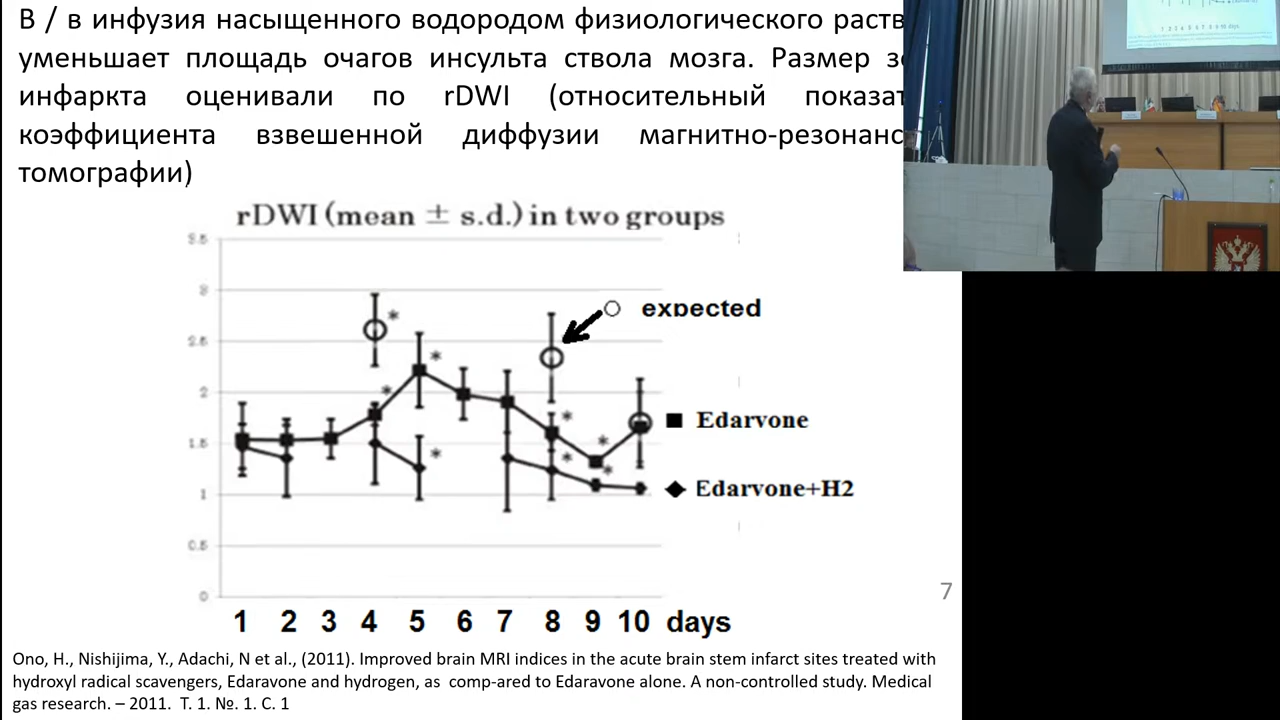 В / в инфузия насыщенного водородом физиологического раств
уменьшает площадь очагов инсульта ствола мозга. Размер з
инфаркта оценивали по rDWI (относительный показат
коэффициента взвешенной диффузии магнитно-резонанс
томографии)
rDWI (mean ± s.d.) in two groups
3.5
3
2.5
2
1.5
1
0.5
0
expected
Edarvone
Edarvone+H2
1 2 3 4 5 6 7 8 9 10 days
7
Ono, H., Nishijima, Y., Adachi, N et al., (2011). Improved brain MRI indices in the acute brain stem infarct sites treated with
hydroxyl radical scavengers, Edaravone and hydrogen, as comp-ared to Edaravone alone. A non-controlled study. Medical
gas research. – 2011. Т. 1. №. 1. С. 1